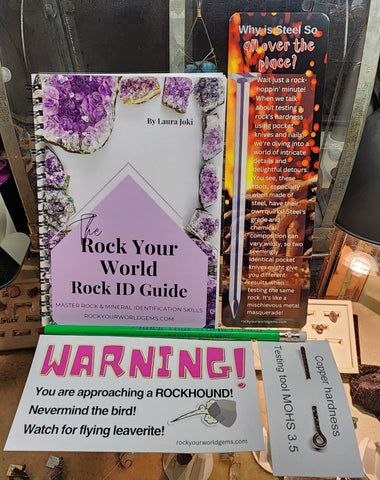 By Laura Joki
The
Rock Your
World
Rock ID Guide
MASTER ROCK & MINERAL IDENTIFICATION SKILLS
ROCKYOURWORLDGEMS.COM
Why is Steel So
all over the
place?
Wait just a rock-
hoppin' minute!
When we talk
about testing a
rock's hardness
using pocket
knives and nails,
we're diving into a
world of intricate
details and
delightful detours.
You see, these
tools, especially
when made of
steel, have their
own quirks! Steel's
grade and
chemical
composition can
vary wildly, so two
seemingly
identical pocket
knives might give
you different
results when
testing the same
rock. It's like a
mischievous metal
masquerade!
rockyourworldgems.com
WARNING!
You are approaching a ROCKHOUND!
Nevermind the bird!
Watch for flying leaverite!
rockyourworldgems.com
Copper hardness
Testing tool MOHS 3.5